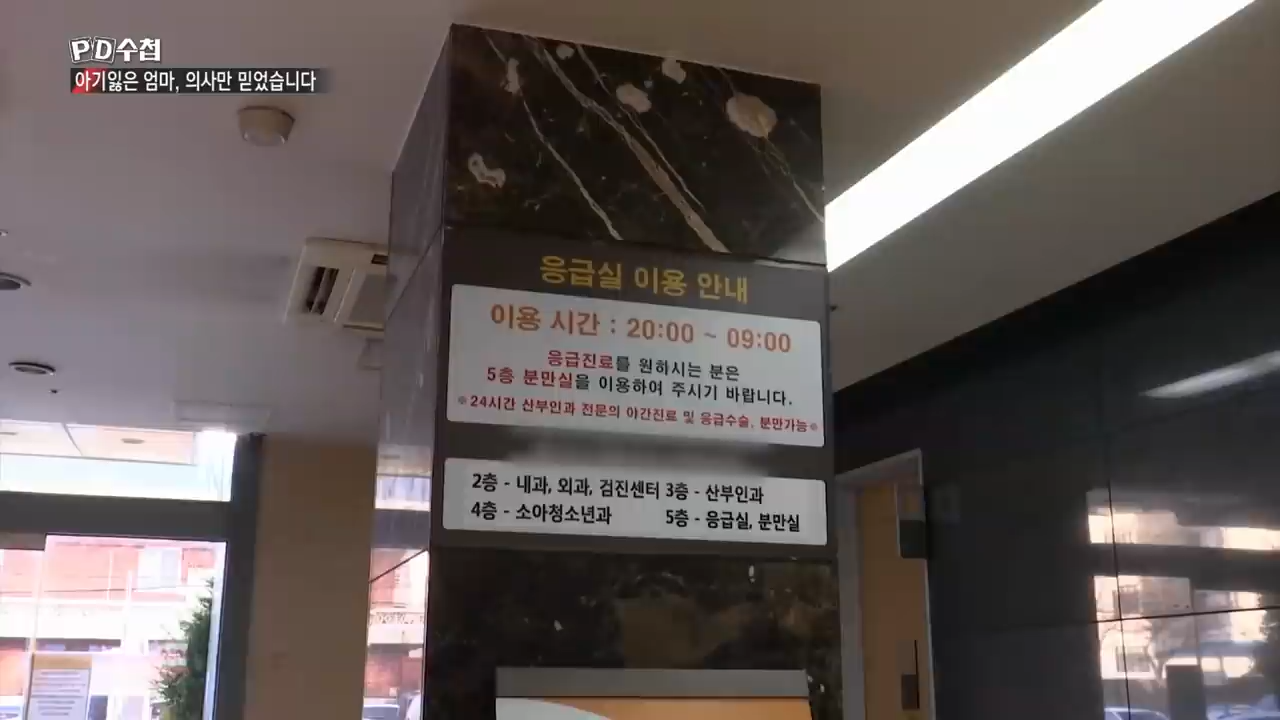 PD수첩
아기잃은 엄마, 의사만 믿었습니다
응급실 이용 안내
이용 시간 : 20:00 ~ 09:00
응급진료를 원하시는 분은
5층 분만실을 이용하여 주시기 바랍니다.
※24시간 산부인과 전문의 야간진료 및 응급수술, 분만가능※
2층 - 내과, 외과, 검진센터 3층 - 산부인과
4층 - 소아청소년과 5층 - 응급실, 분만실